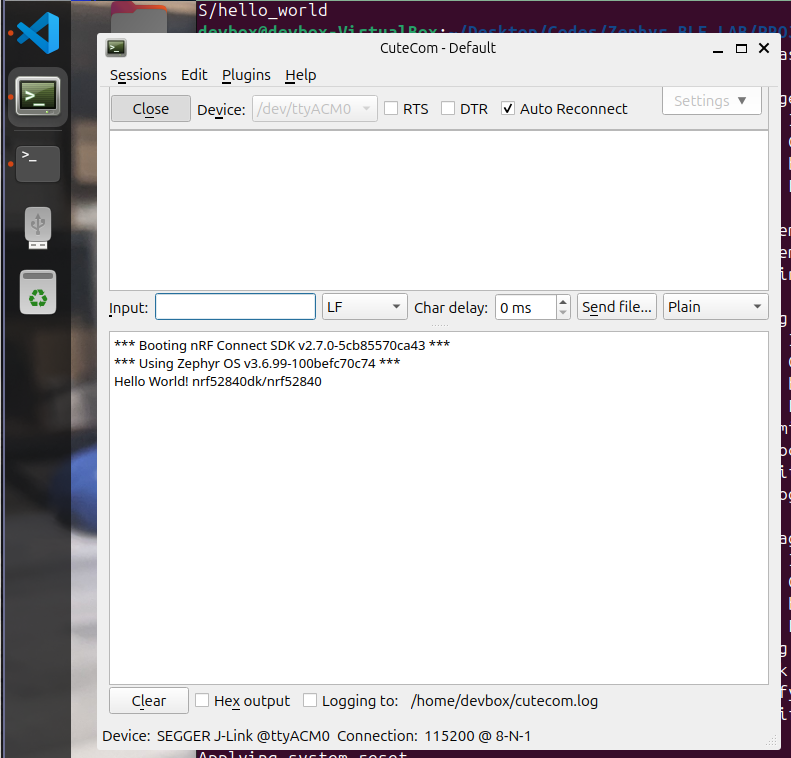 S/hello_world
devbox@devbox-VirtualBox:~/Desktop/Codes/Zephyr_BLE_LAB/PROJ
CuteCom - Default
Sessions Edit Plugins Help
Close Device: /dev/ttyACM0 RTS DTR Auto Reconnect Settings
Input: LF Char delay: 0 ms Send file... Plain
*** Booting nRF Connect SDK v2.7.0-5cb85570ca43 ***
*** Using Zephyr OS v3.6.99-100befc70c74 ***
Hello World! nrf52840dk/nrf52840
Clear Hex output Logging to: /home/devbox/cutecom.log
Device: SEGGER J-Link @ttyACM0 Connection: 115200 @ 8-N-1
Applying system reset.